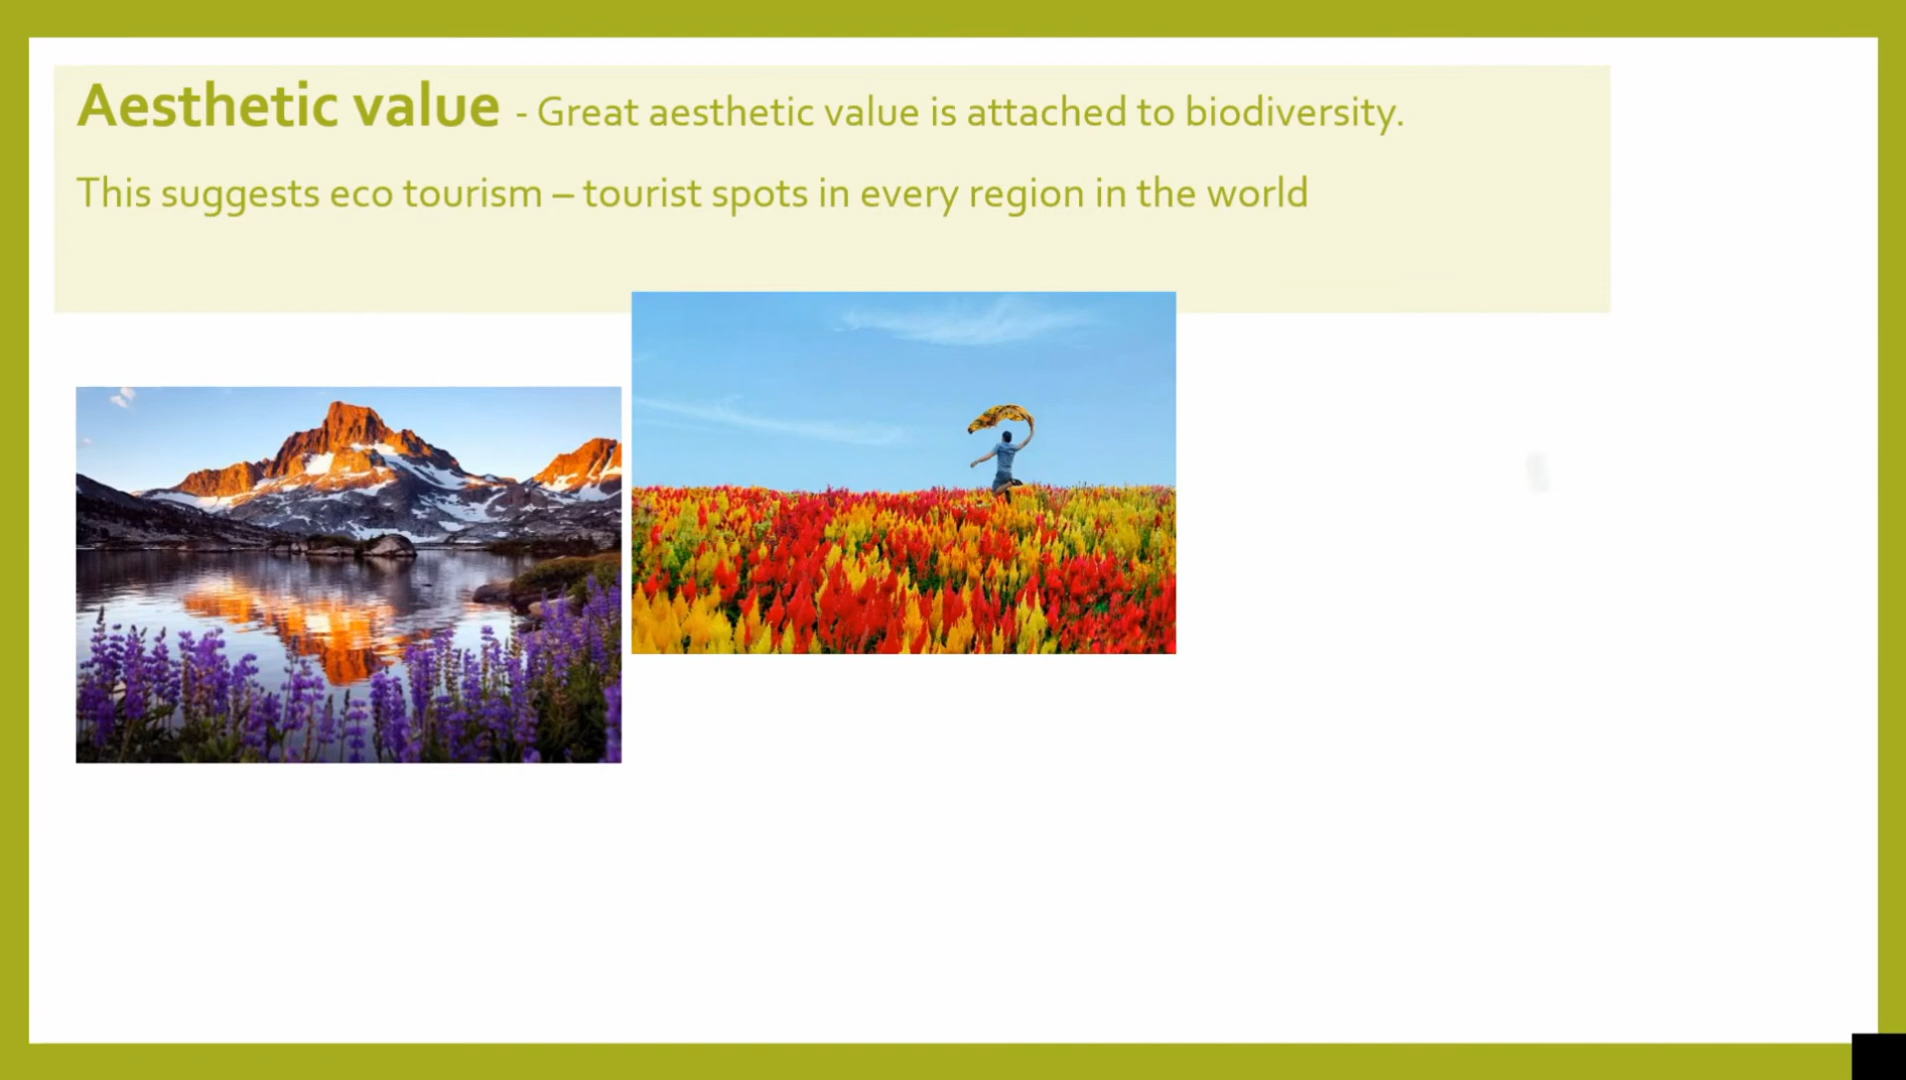 Aesthetic value - Great aesthetic value is attached to biodiversity.
This suggests eco tourism – tourist spots in every region in the world